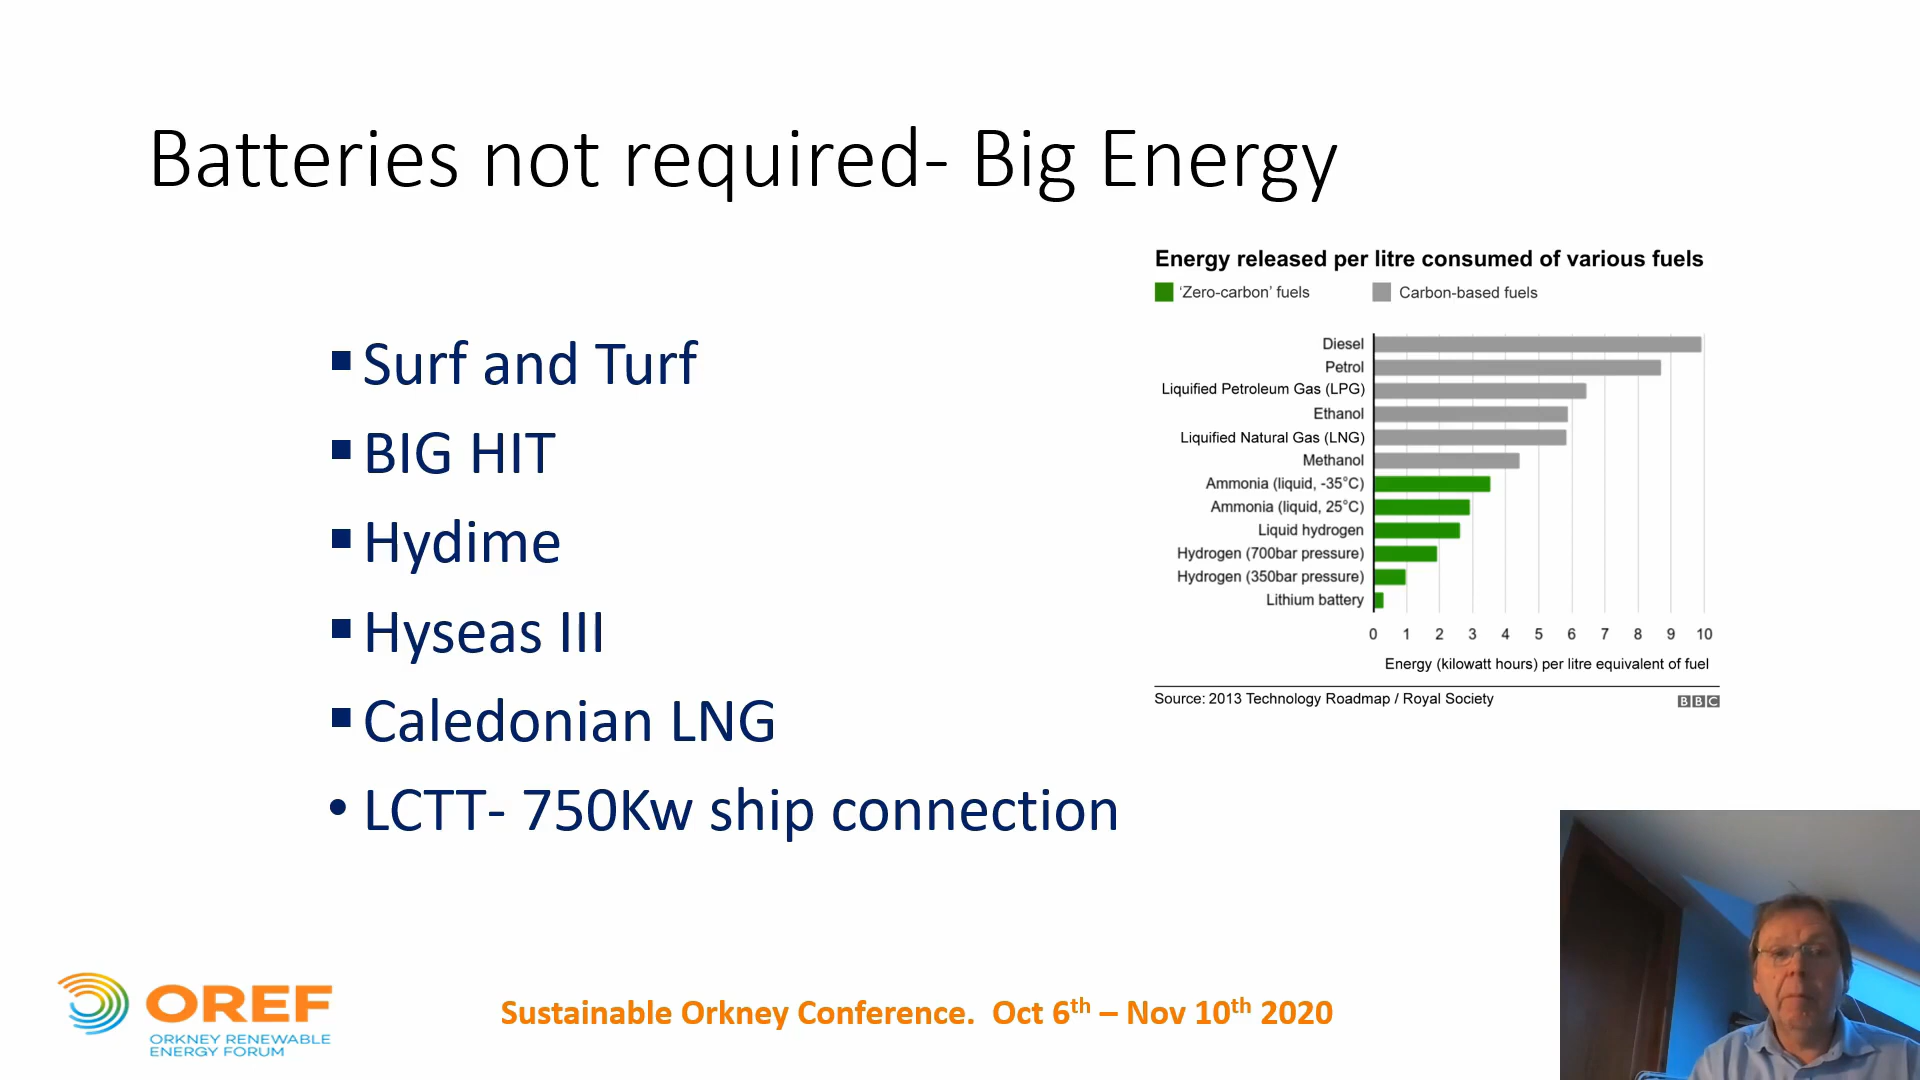 Batteries not required- Big Energy
▪ Surf and Turf
▪ BIG HIT
▪ Hydime
▪ Hyseas III
▪ Caledonian LNG
• LCTT- 750Kw ship connection
Energy released per litre consumed of various fuels
'Zero-carbon' fuels Carbon-based fuels
Diesel
Petrol
Liquified Petroleum Gas (LPG)
Ethanol
Liquified Natural Gas (LNG)
Methanol
Ammonia (liquid, -35°C)
Ammonia (liquid, 25°C)
Liquid hydrogen
Hydrogen (700bar pressure)
Hydrogen (350bar pressure)
Lithium battery
0 1 2 3 4 5 6 7 8 9 10
Energy (kilowatt hours) per litre equivalent of fuel
Source: 2013 Technology Roadmap / Royal Society
BBC
OREF
ORKNEY RENEWABLE
ENERGY FORUM
Sustainable Orkney Conference. Oct 6th – Nov 10th 2020